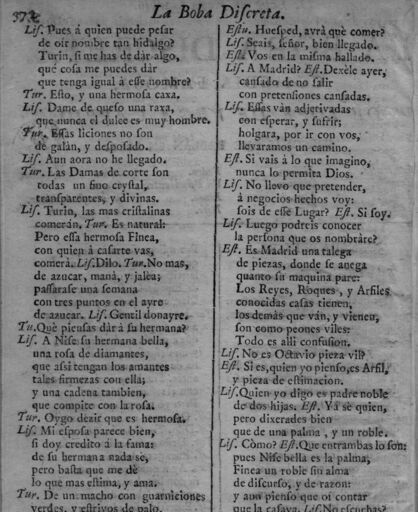 372
La Boba Discreta.
Lis. Pues á quien puede pesar
de oír nombre tan hidalgo?
Turin, si me has de dár algo,
qué cosa me puedes dár
que tenga igual à esse nombre?
Tur. Esto, y una hermosa caxa.
Lis. Dame de queso una raxa,
que nunca el dulce es muy hombre.
Tur. Essas liciones no son
de galàn, y desposado.
Lis. Aun aora no he llegado.
Tur. Las Damas de corte son
todas un fino crystal,
transparentes, y divinas.
Lis. Turin, las mas cristalinas
comeràn. Tur. Es natural:
Pero essa hermosa Finea,
con quien à casarte vas,
comerà. Lis. Dilo. Tur. No mas,
de azucar, manà, y jalea;
passarase una semana
con tres puntos en el ayre
de azucar. Lis. Gentil donayre.
Tu. Què piensas dár à su hermana?
Lis. A Nise su hermana bella,
una rosa de diamantes,
que assi tengan los amantes
tales firmezas con ella;
y una cadena tambien,
que compite con la rosa.
Tur. Oygo dezir que es hermosa.
Lis. Mi esposa parece bien,
si doy credito à la fama:
de su hermana nada se,
pero basta que me dè
lo que mas estima, y ama.
Tur. De un macho con guarniciones
verdes, y estrivos de palo.
Estu. Huesped, avrà què comer?
Lis. Seais, señor, bien llegado.
Est. Vos en la misma hallado.
Lis. A Madrid? Est. Dexèle ayer,
cansado de no salir
con pretensiones cansadas.
Lis. Essas vàn adjerivadas
con esperar, y sufrir;
holgara, por ir con vos,
llevaramos un camino.
Est. Si vais à lo que imagino,
nunca lo permita Dios.
Lis. No llevo que pretender,
à negocios hechos voy:
sois de esse Lugar? Est. Si soy.
Lis. Luego podreis conocer
la persona que os nombràre?
Est. Es Madrid una talega
de piezas, donde se anega
quanto su maquina pare:
Los Reyes, Roques, y Arfiles
conocidas casas tienen,
los demàs que vàn, y vienen,
son como peones viles:
Todo es alli confusion.
Lis. No es Octavio pieza vil?
Est. Si es, quien yo pienso, es Arfil,
y pieza de estimacion.
Lis. Quien yo digo es padre noble
de dos hijas. Est. Yà sè quien,
pero dixerades bien
de una palma, y un roble.
Lis. Còmo? Est. Que entrambas lo son:
pues Nise bella es la palma,
Finea un roble sin alma
de discurso, y de razon:
y aun pienso que oì contar
que la casava. Lis. No escuchas?